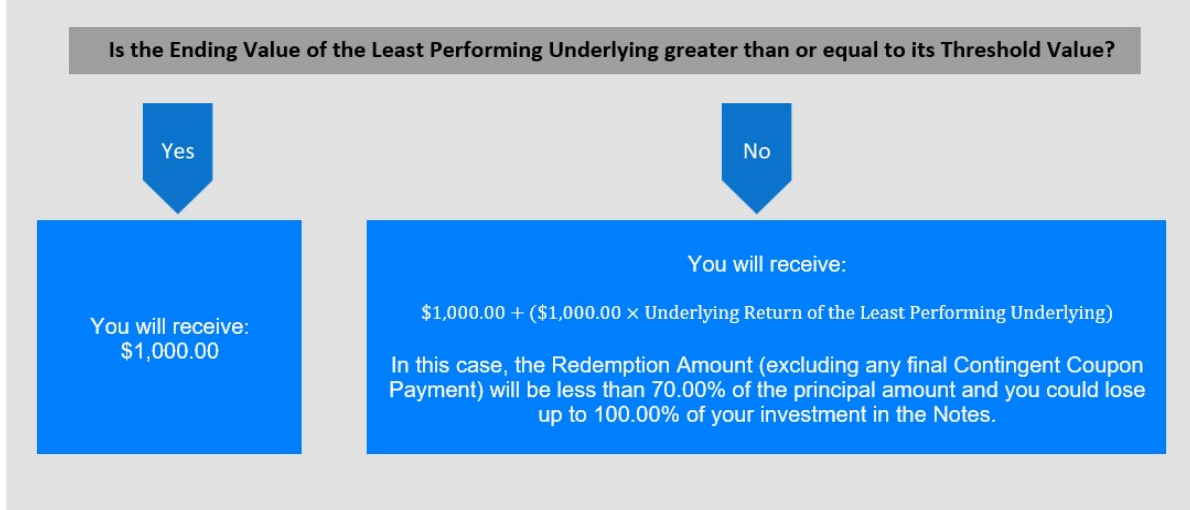 Is the Ending Value of the Least Performing Underlying greater than or equal to its Threshold Value?
Yes
No
You will receive:
$1,000.00
You will receive:
$1,000.00 + ($1,000.00 × Underlying Return of the Least Performing Underlying)
In this case, the Redemption Amount (excluding any final Contingent Coupon
Payment) will be less than 70.00% of the principal amount and you could lose
up to 100.00% of your investment in the Notes.